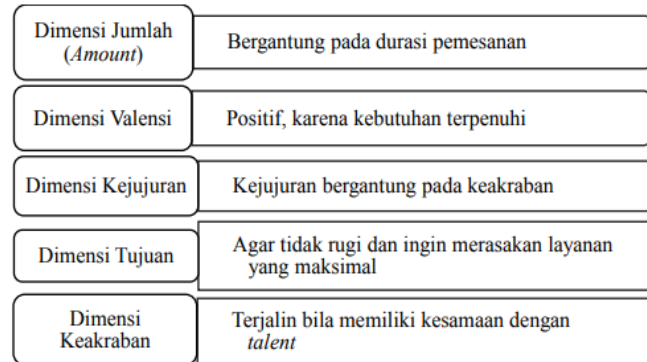 Dimensi Jumlah
(Amount)
Bergantung pada durasi pemesanan
Dimensi Valensi
Positif, karena kebutuhan terpenuhi
Dimensi Kejujuran
Kejujuran bergantung pada keakraban
Dimensi Tujuan
Agar tidak rugi dan ingin merasakan layanan
yang maksimal
Dimensi
Keakraban
Terjalin bila memiliki kesamaan dengan
talent